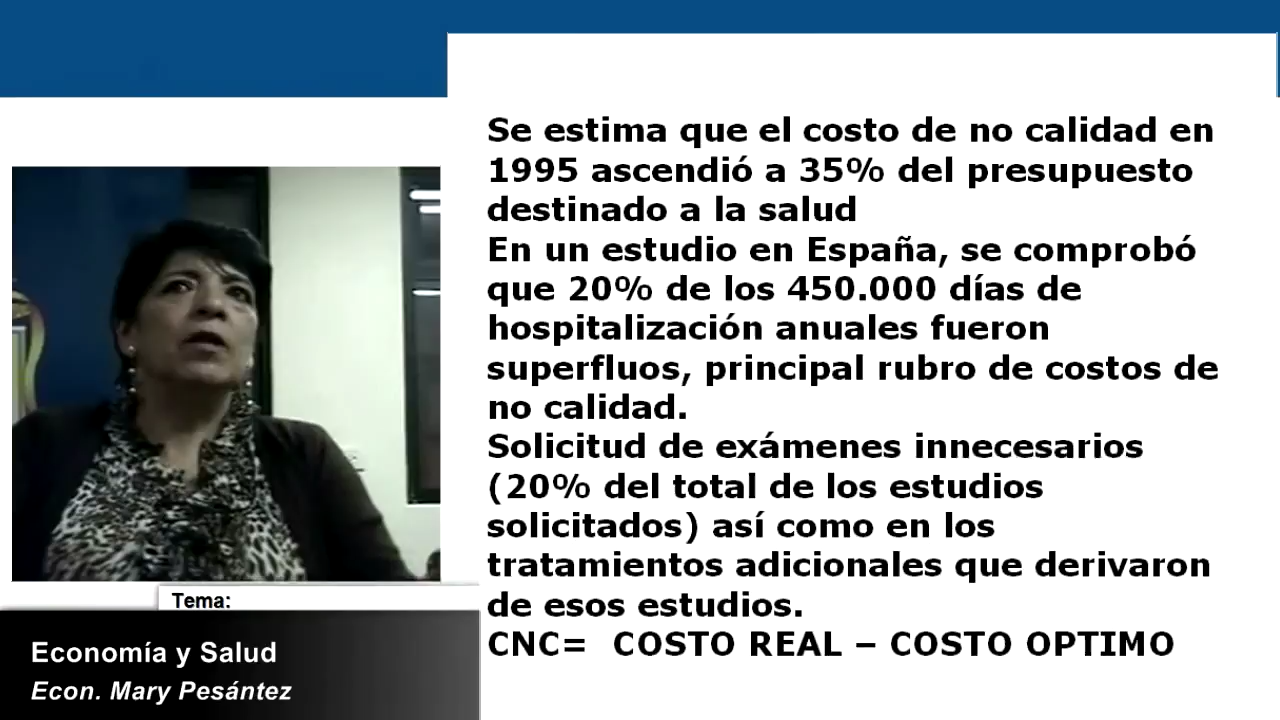 Se estima que el costo de no calidad en
1995 ascendió a 35% del presupuesto
destinado a la salud
En un estudio en España, se comprobó
que 20% de los 450.000 días de
hospitalización anuales fueron
superfluos, principal rubro de costos de
no calidad.
Solicitud de exámenes innecesarios
(20% del total de los estudios
solicitados) así como en los
tratamientos adicionales que derivaron
de esos estudios.
CNC=  COSTO REAL – COSTO OPTIMO
Tema:
Economía y Salud
Econ. Mary Pesántez